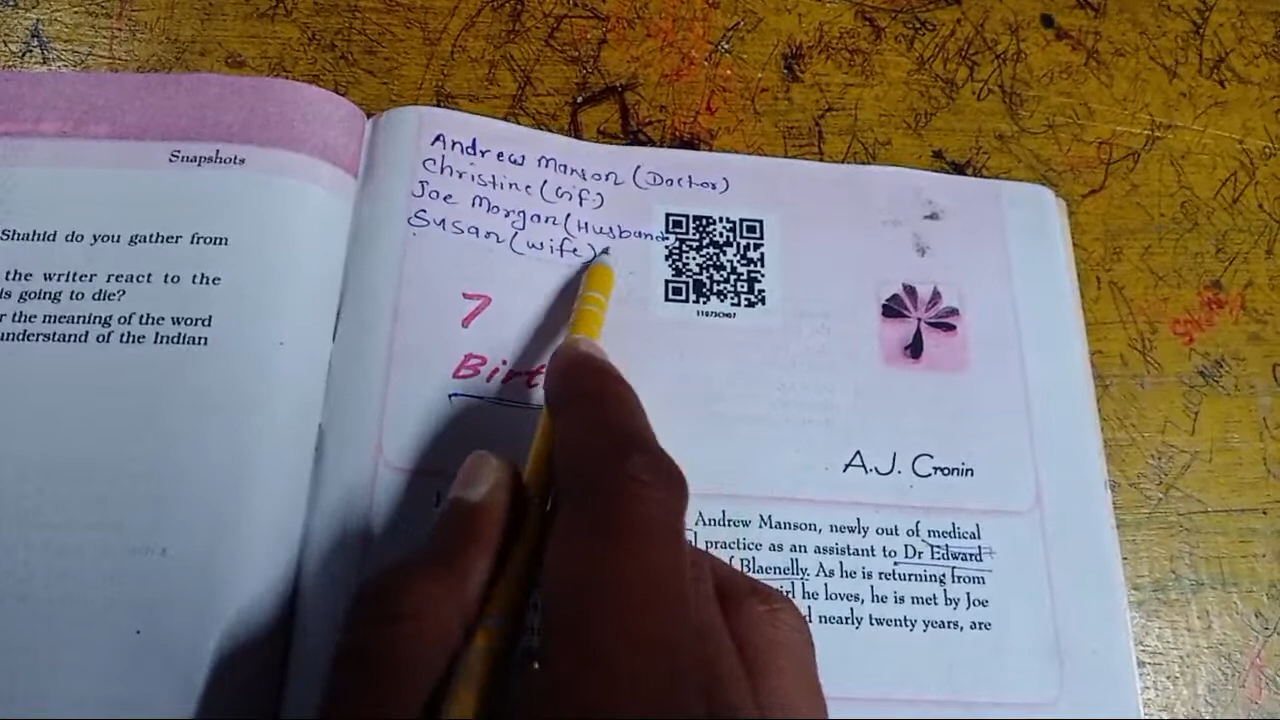 Snapshots
Shahid do you gather from
the writer react to the
is going to die?
r the meaning of the word
understand of the Indian
Andrew Manson (Doctor)
Christine (Gif)
Joe Morgan (Husband)
Susan (Wife)
11073CH07
7
Birt
A.J. Cronin
Andrew Manson, newly out of medical
practice as an assistant to Dr Edward
Blaenelly. As he is returning from
he loves, he is met by Joe
d nearly twenty years, are